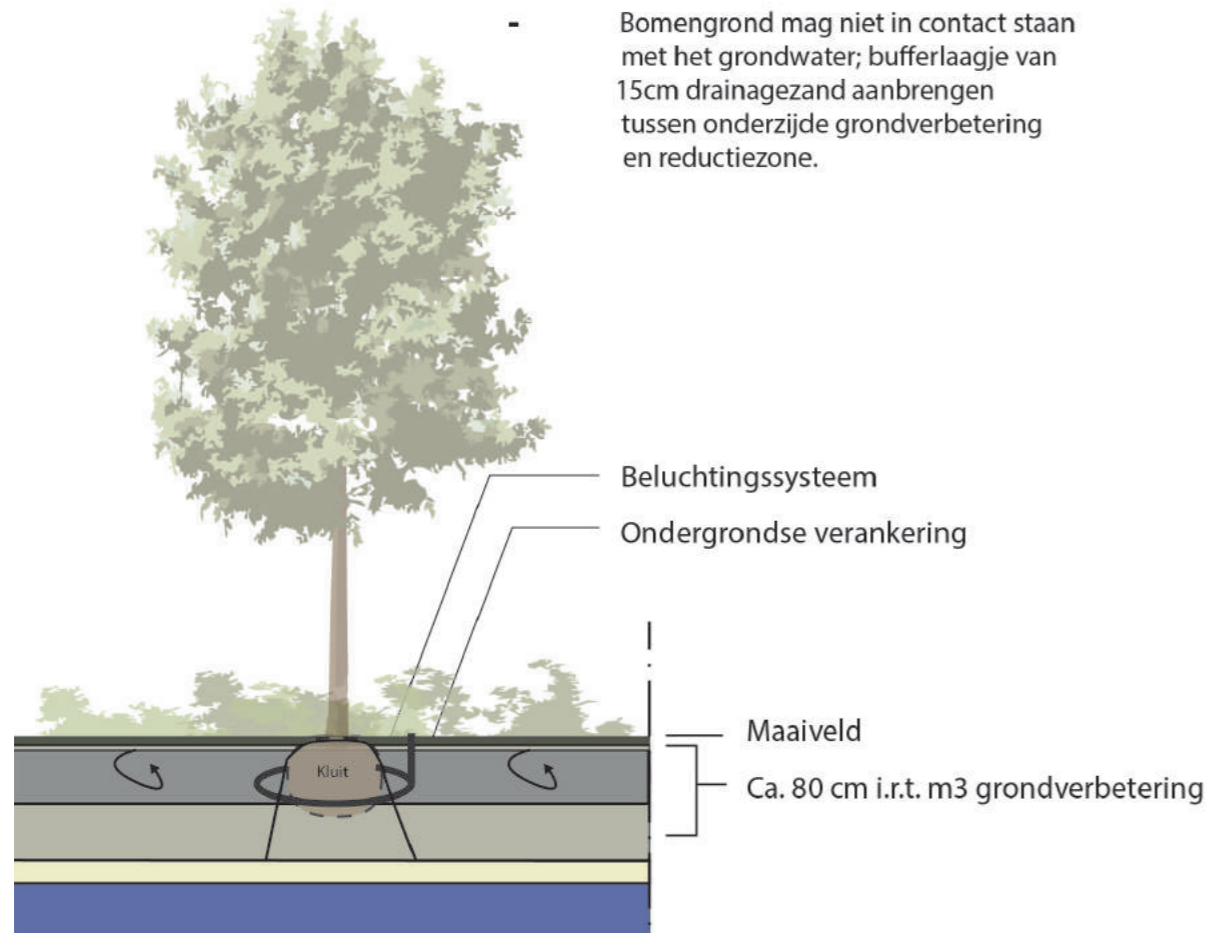 - Bomengrond mag niet in contact staan
met het grondwater; bufferlaagje van
15cm drainagezand aanbrengen
tussen onderzijde grondverbetering
en reductiezone.
Beluchtingssysteem
Ondergrondse verankering
Maaiveld
Kluit
Ca. 80 cm i.r.t. m3 grondverbetering